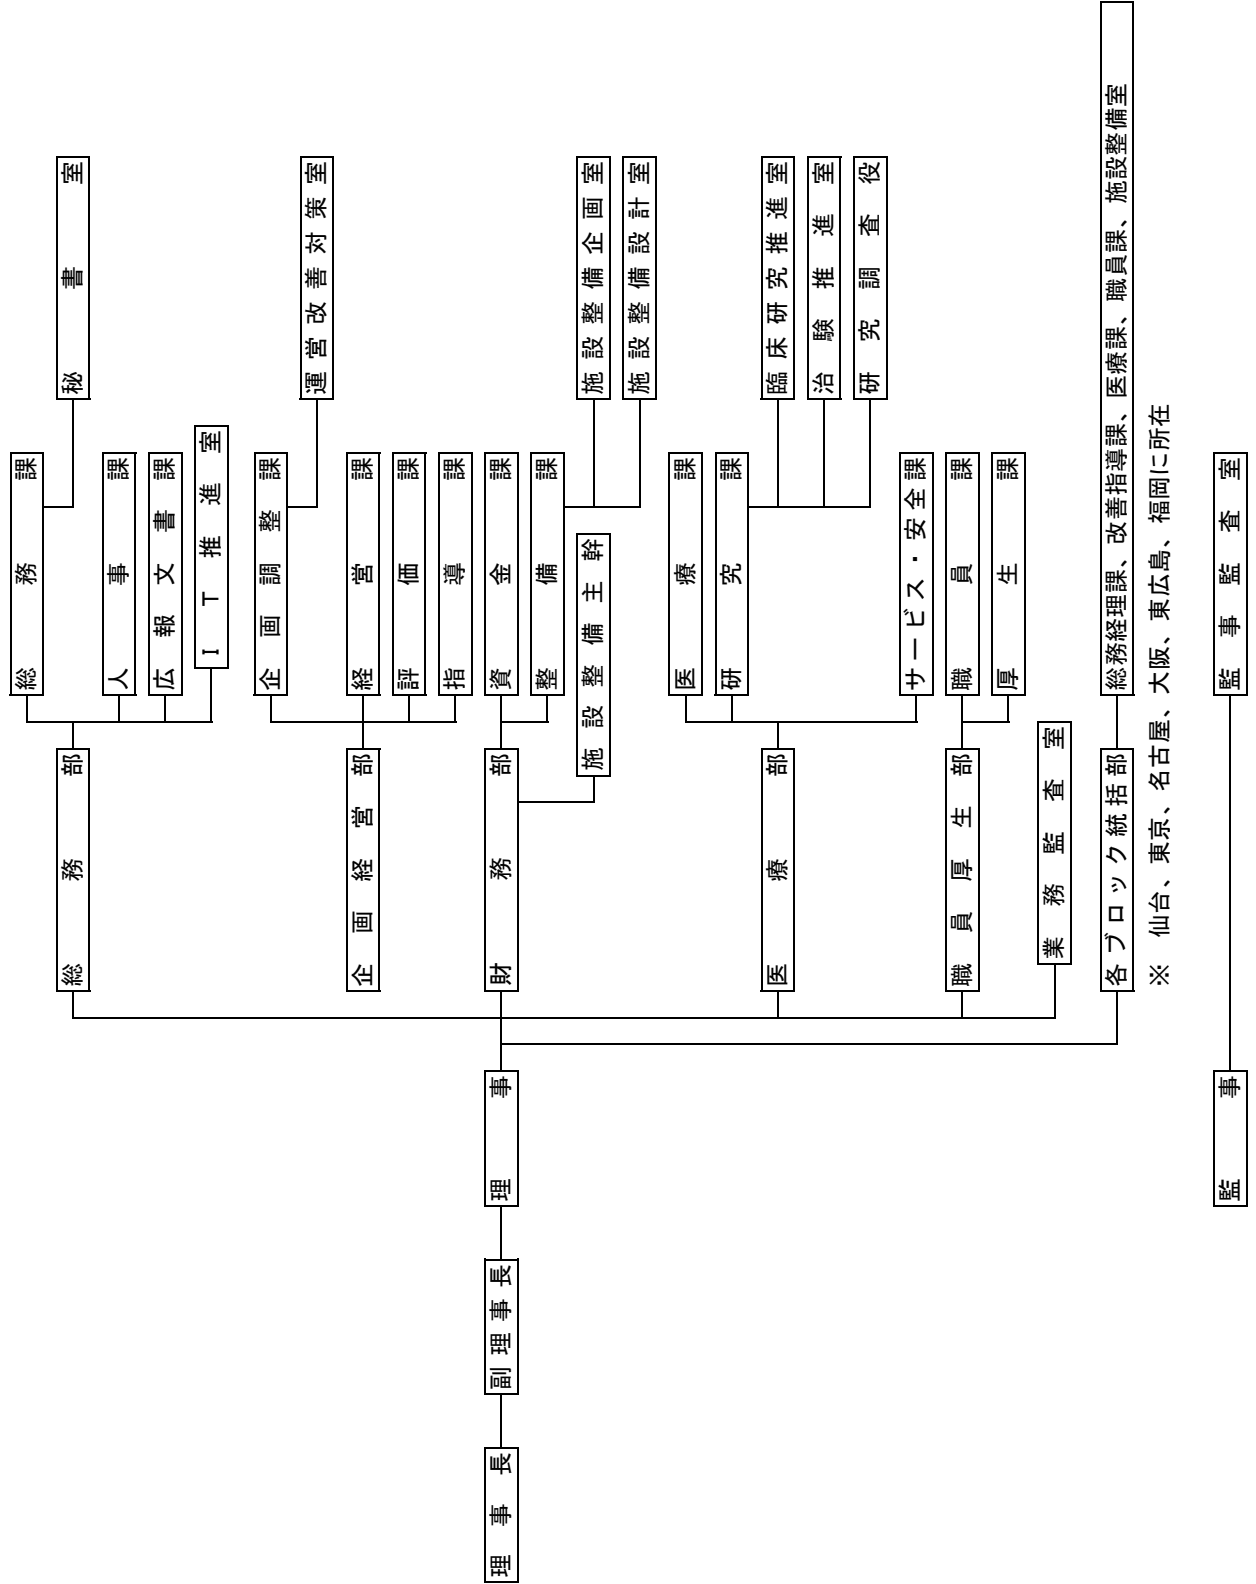 理事長
副理事長
理事
総務部
総務課
秘書室
人事課
広報文書課
ＩＴ推進室
企画経営部
企画調整課
運営改善対策室
経営課
評価課
指導課
財務部
資金課
整備課
施設整備企画室
施設整備設計室
施設整備主幹
医療部
医療課
研究課
臨床研究推進室
治験推進室
研究調査役
サービス・安全課
職員厚生部
職員課
厚生課
業務監査室
各ブロック統括部
総務経理課、改善指導課、医療課、職員課、施設整備室
※　仙台、東京、名古屋、大阪、東広島、福岡に所在
監事
監事監査室